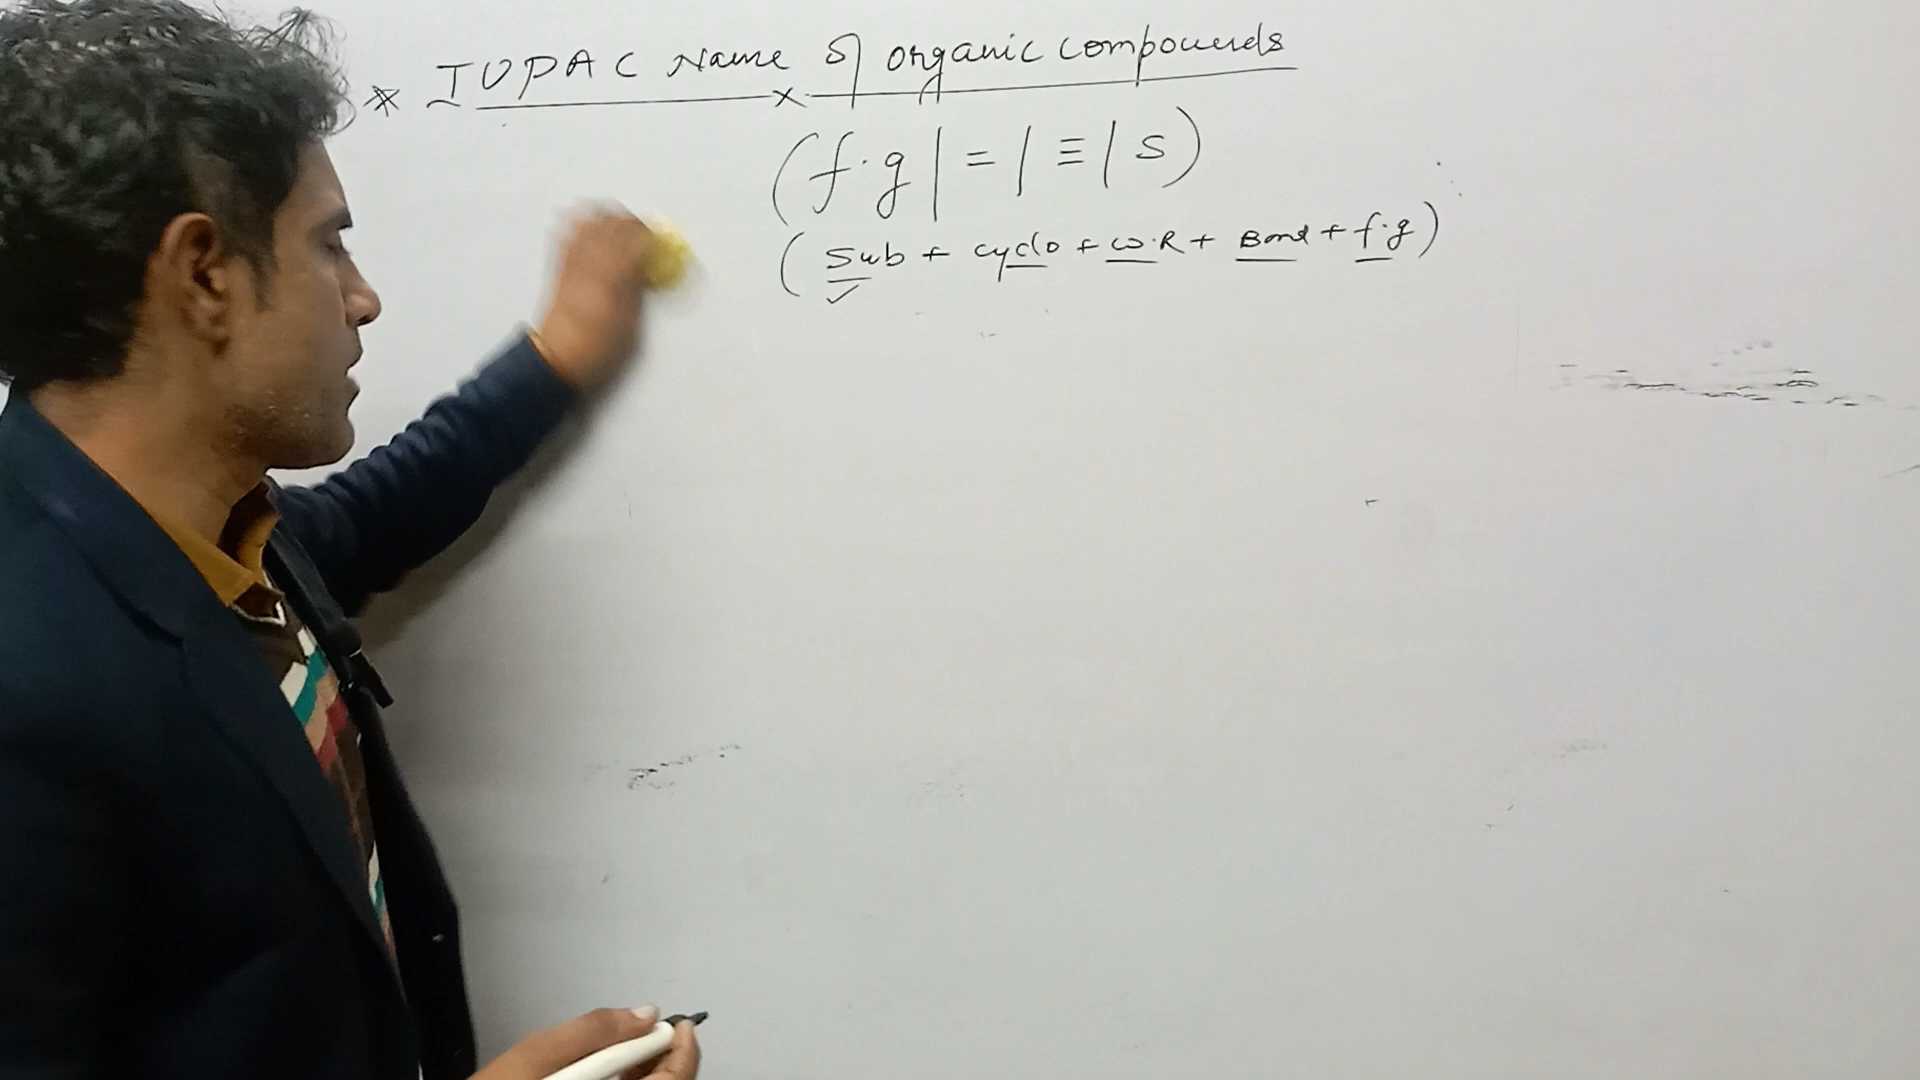 * IUPAC Name of organic compounds
(f.g | = | ≡ | S)
(Sub + cyclo + W.R + Bond + f.g)